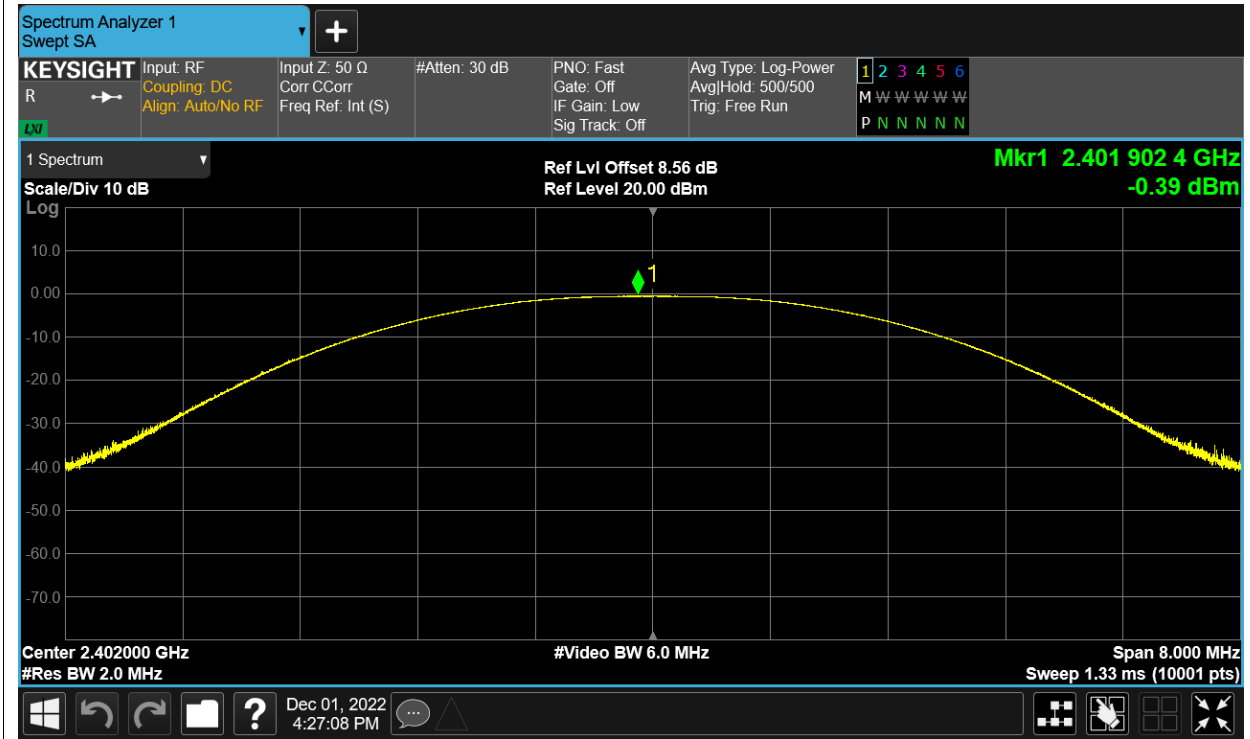 Spectrum Analyzer 1
Swept SA
KEYSIGHT
R
LXI
Input: RF
Coupling: DC
Align: Auto/No RF
Input Z: 50 Ω
Corr CCorr
Freq Ref: Int (S)
#Atten: 30 dB
PNO: Fast
Gate: Off
IF Gain: Low
Sig Track: Off
Avg Type: Log-Power
Avg|Hold: 500/500
Trig: Free Run
1 2 3 4 5 6
M W W W W W
P N N N N N
1 Spectrum
Scale/Div 10 dB
Log
Ref Lvl Offset 8.56 dB
Ref Level 20.00 dBm
Mkr1 2.401 902 4 GHz
-0.39 dBm
10.0
0.00
-10.0
-20.0
-30.0
-40.0
-50.0
-60.0
-70.0
1
Center 2.402000 GHz
#Res BW 2.0 MHz
#Video BW 6.0 MHz
Span 8.000 MHz
Sweep 1.33 ms (10001 pts)
?
Dec 01, 2022
4:27:08 PM